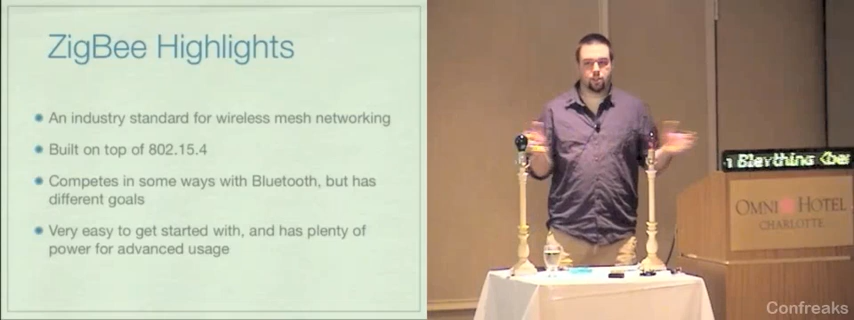 ZigBee Highlights
An industry standard for wireless mesh networking
Built on top of 802.15.4
Competes in some ways with Bluetooth, but has
different goals
Very easy to get started with, and has plenty of
power for advanced usage
Blaything
OMNI HOTEL
CHARLOTTE
Confreaks